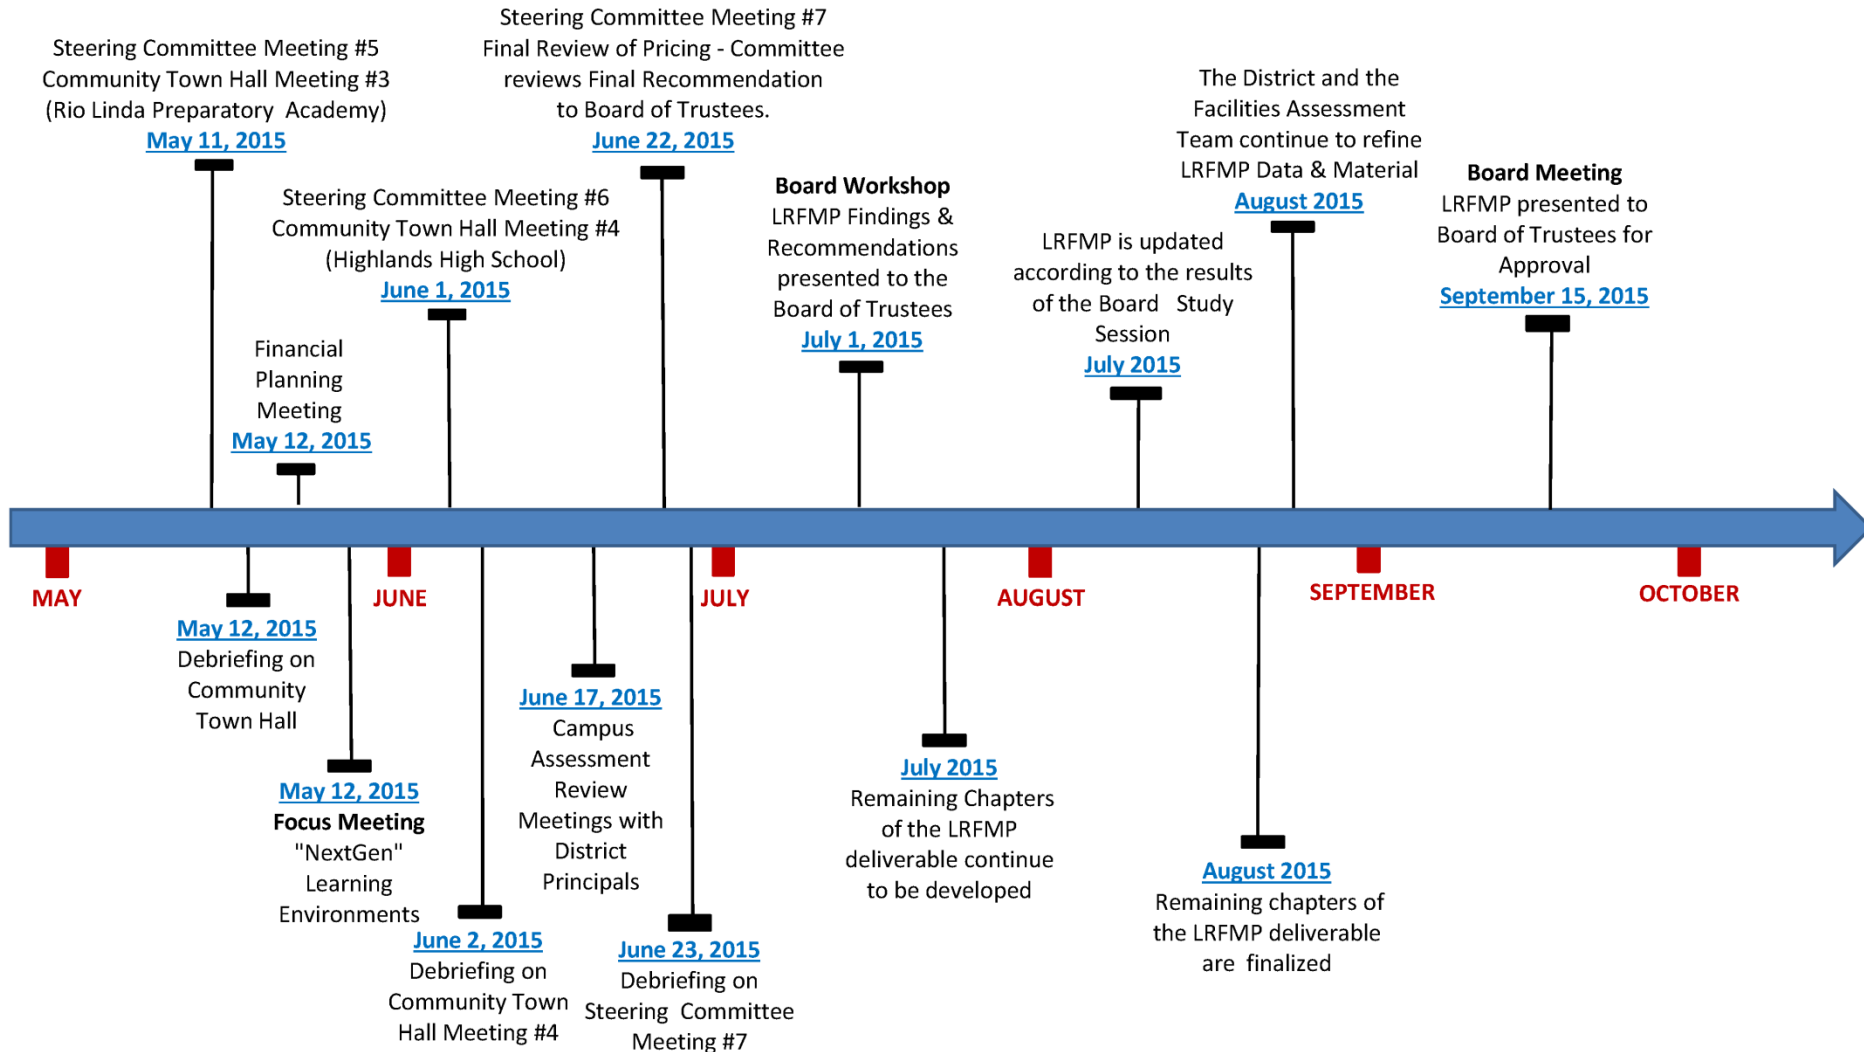 Steering Committee Meeting #5
Community Town Hall Meeting #3
(Rio Linda Preparatory Academy)
May 11, 2015
Financial
Planning
Meeting
May 12, 2015
Steering Committee Meeting #6
Community Town Hall Meeting #4
(Highlands High School)
June 1, 2015
Steering Committee Meeting #7
Final Review of Pricing - Committee
reviews Final Recommendation
to Board of Trustees.
June 22, 2015
Board Workshop
LRFMP Findings &
Recommendations
presented to the
Board of Trustees
July 1, 2015
LRFMP is updated
according to the results
of the Board Study
Session
July 2015
The District and the
Facilities Assessment
Team continue to refine
LRFMP Data & Material
August 2015
Board Meeting
LRFMP presented to
Board of Trustees for
Approval
September 15, 2015
MAY
JUNE
JULY
AUGUST
SEPTEMBER
OCTOBER
May 12, 2015
Debriefing on
Community
Town Hall
May 12, 2015
Focus Meeting
"NextGen"
Learning
Environments
June 2, 2015
Debriefing on
Community Town
Hall Meeting #4
June 17, 2015
Campus
Assessment
Review
Meetings with
District
Principals
June 23, 2015
Debriefing on
Steering Committee
Meeting #7
July 2015
Remaining Chapters
of the LRFMP
deliverable continue
to be developed
August 2015
Remaining chapters of
the LRFMP deliverable
are finalized